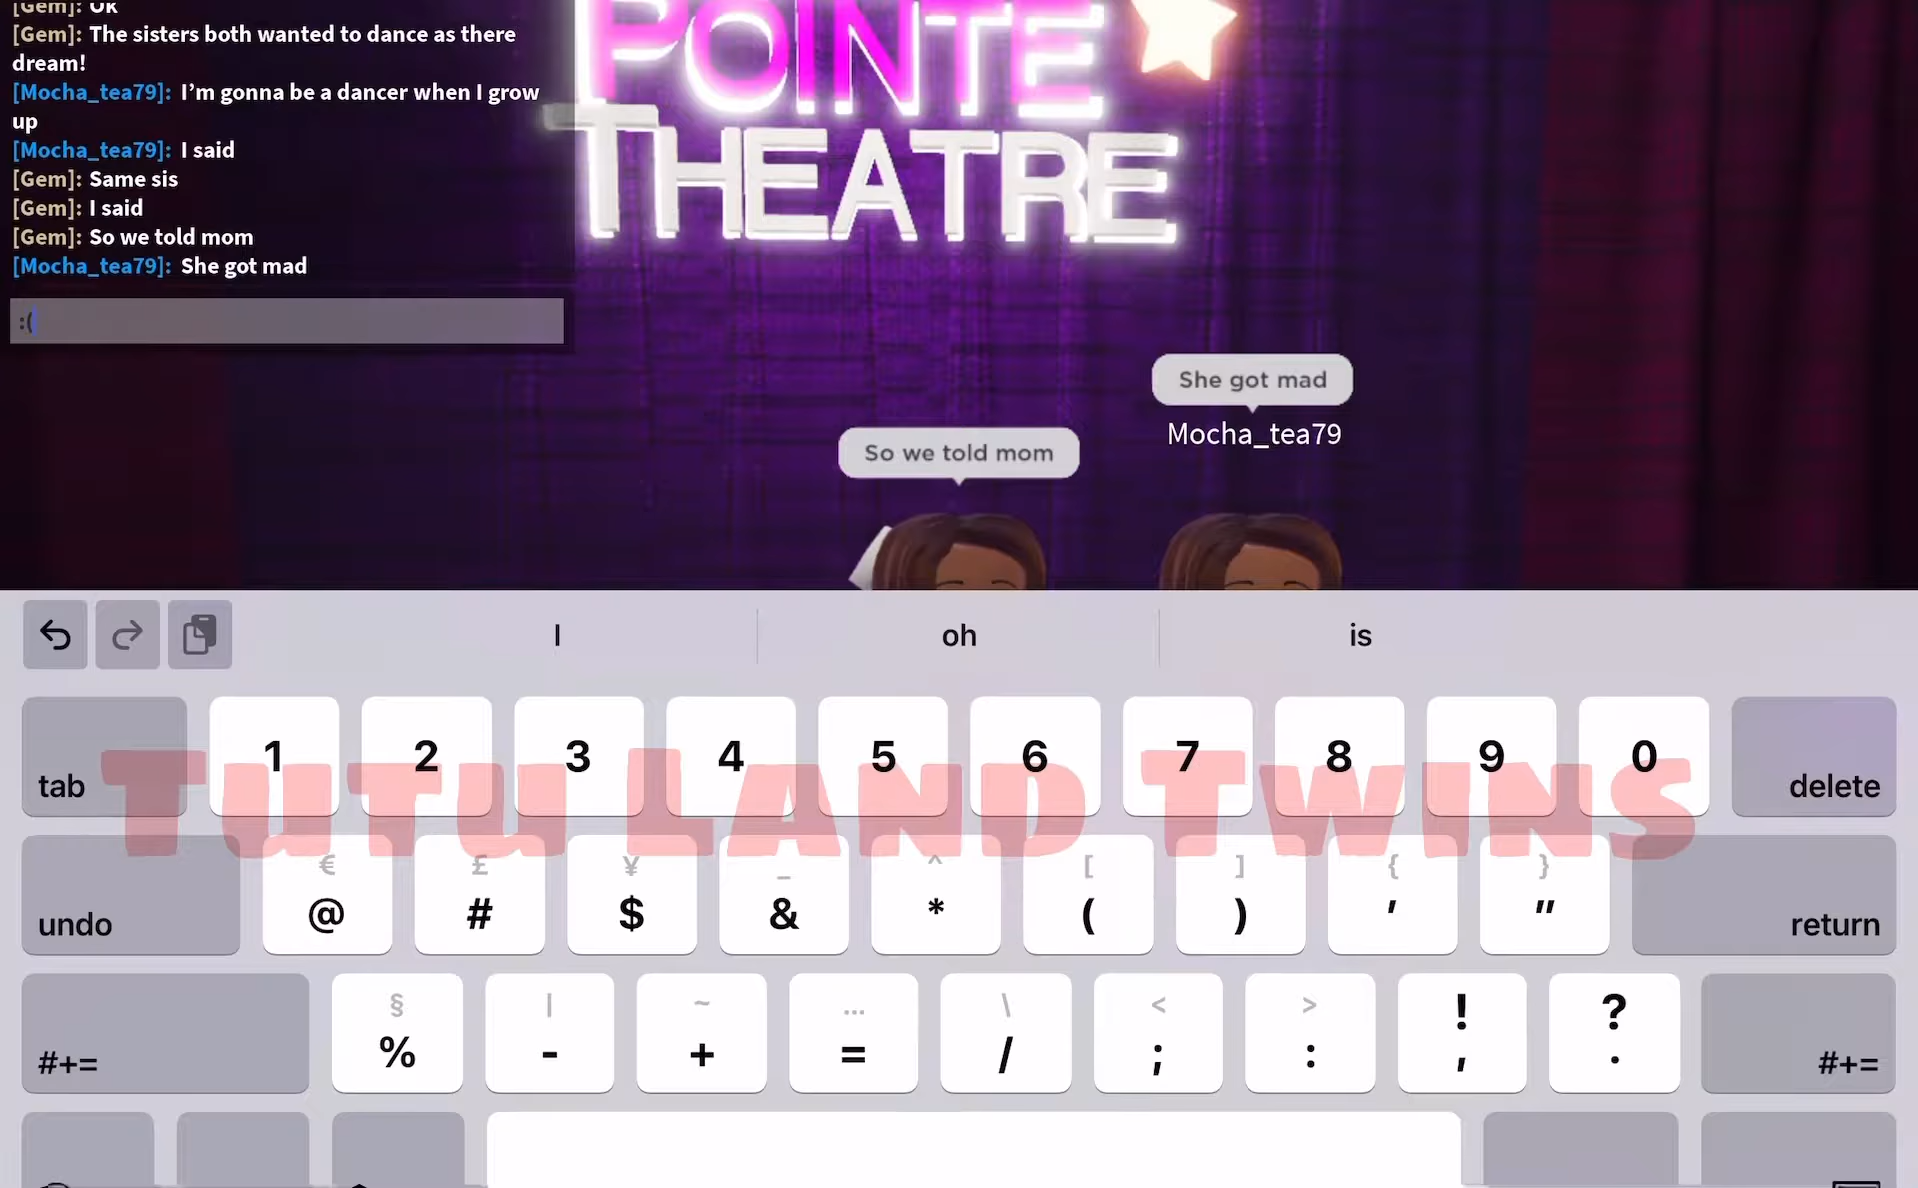 [Gem]: Ok
[Gem]: The sisters both wanted to dance as there
dream!
[Mocha_tea79]: I'm gonna be a dancer when I grow
up
[Mocha_tea79]: I said
[Gem]: Same sis
[Gem]: I said
[Gem]: So we told mom
[Mocha_tea79]: She got mad
:(
POINTE
THEATRE
She got mad
Mocha_tea79
So we told mom
I oh is
tab 1 2 3 4 5 6 7 8 9 0 delete
TUTU LAND TWINS
€ £ ¥ _ ^ [ ] { }
undo @ # $ & * ( ) ' " return
§ | ~ … \ < > ! ?
#+= % - + = / ; : , . #+=